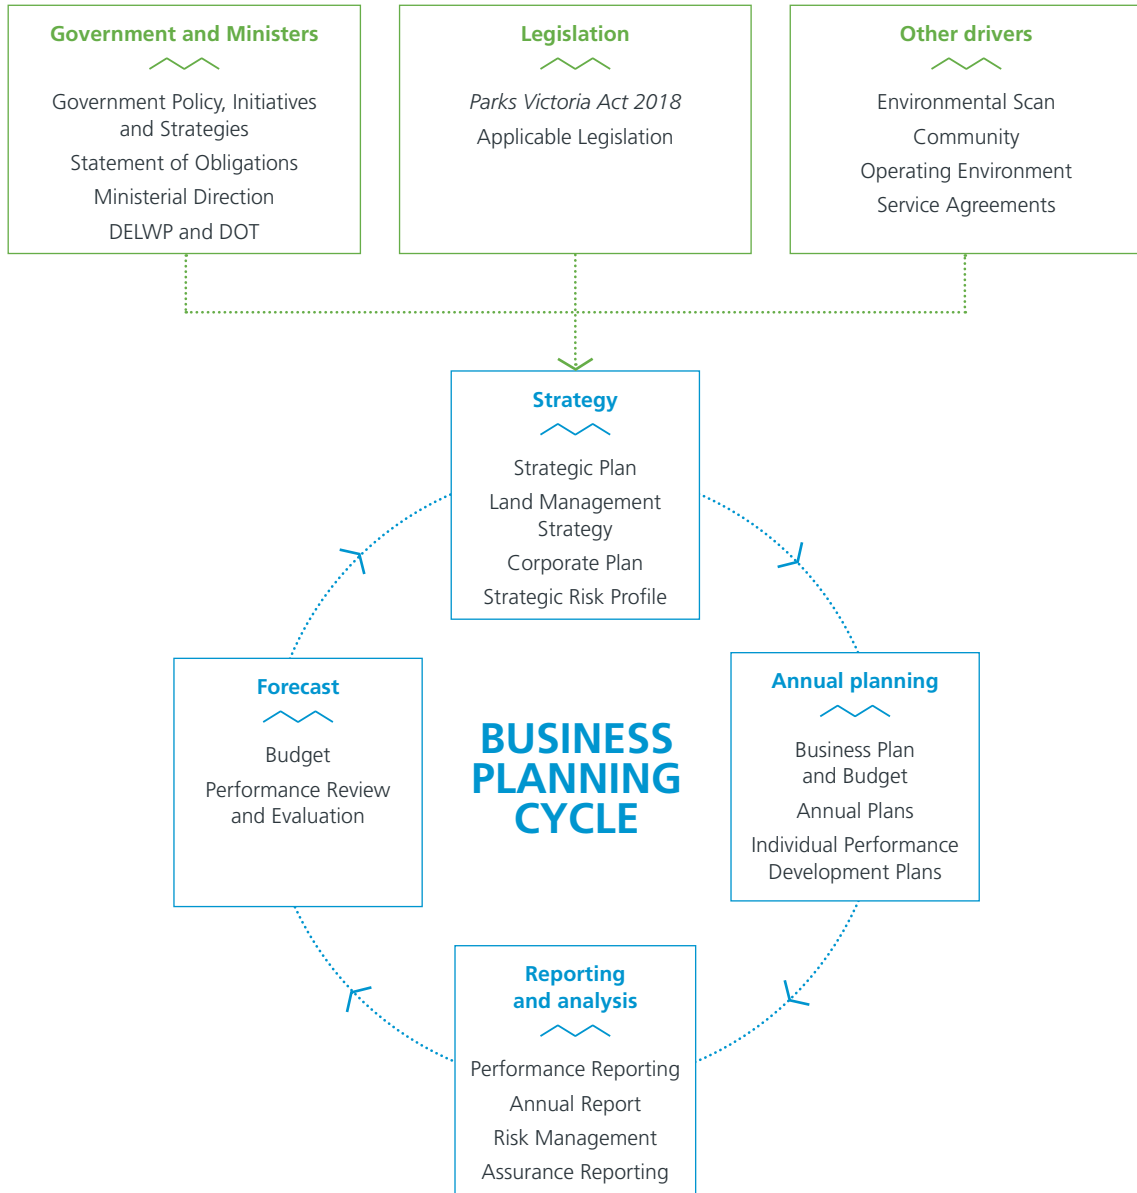 Government and Ministers
Government Policy, Initiatives
and Strategies
Statement of Obligations
Ministerial Direction
DELWP and DOT
Legislation
Parks Victoria Act 2018
Applicable Legislation
Other drivers
Environmental Scan
Community
Operating Environment
Service Agreements
Strategy
Strategic Plan
Land Management
Strategy
Corporate Plan
Strategic Risk Profile
Forecast
Budget
Performance Review
and Evaluation
BUSINESS
PLANNING
CYCLE
Annual planning
Business Plan
and Budget
Annual Plans
Individual Performance
Development Plans
Reporting
and analysis
Performance Reporting
Annual Report
Risk Management
Assurance Reporting